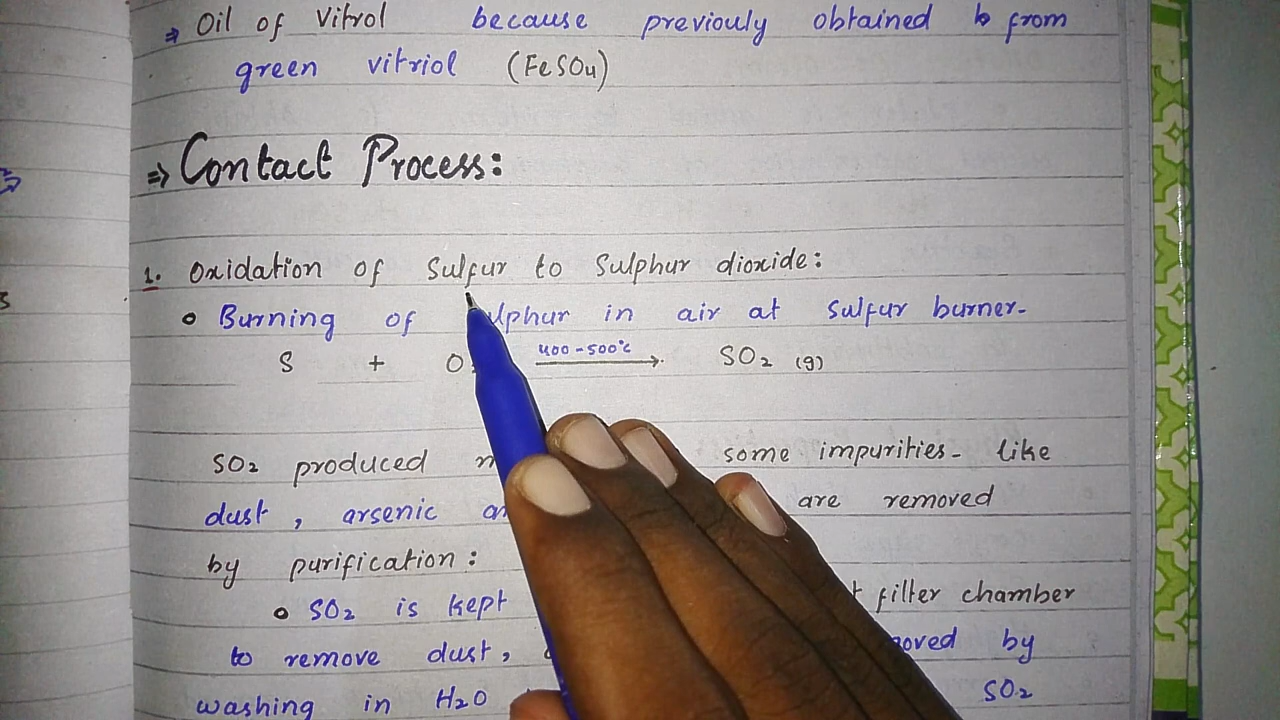 ⇒ Oil of Vitrol because previouly obtained from
green vitriol (FeSO4)
⇒ Contact Process:
1. Oxidation of Sulfur to Sulphur dioxide:
Burning of ulphur in air at sulfur burner.
S + O 400-500°C → SO2 (g)
SO2 produced some impurities. like
dust, arsenic are removed
by purification:
SO2 is kept filter chamber
to remove dust, oved by
washing in H2O SO2